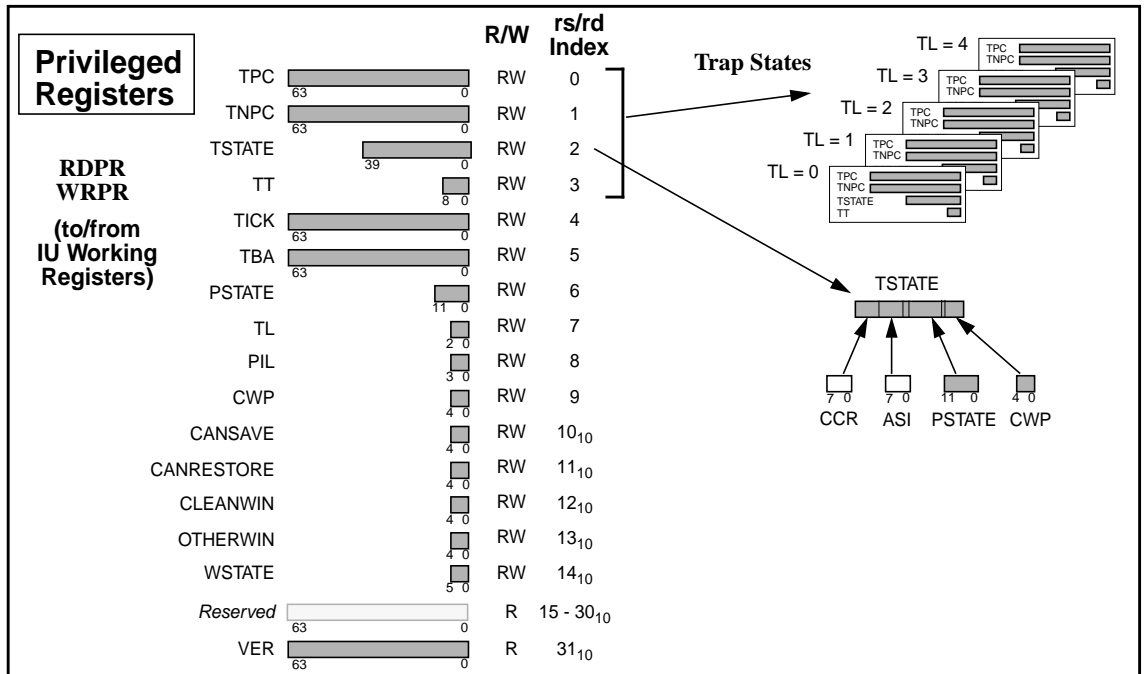 Privileged
Registers
RDPR
WRPR
(to/from
IU Working
Registers)
R/W
rs/rd
Index
TPC
63
0
RW
0
TNPC
63
0
RW
1
TSTATE
39
0
RW
2
TT
8 0
RW
3
TICK
63
0
RW
4
TBA
63
0
RW
5
PSTATE
11 0
RW
6
TL
2 0
RW
7
PIL
3 0
RW
8
CWP
4 0
RW
9
CANSAVE
4 0
RW
10₁₀
CANRESTORE
4 0
RW
11₁₀
CLEANWIN
4 0
RW
12₁₀
OTHERWIN
4 0
RW
13₁₀
WSTATE
5 0
RW
14₁₀
Reserved
63
0
R
15 - 30₁₀
VER
63
0
R
31₁₀
Trap States
TL = 4
TPC
TNPC
TL = 3
TL = 2
TPC
TNPC
TL = 1
TPC
TNPC
TL = 0
TPC
TNPC
TSTATE
TT
TSTATE
7 0
7 0
11 0
4 0
CCR
ASI
PSTATE
CWP